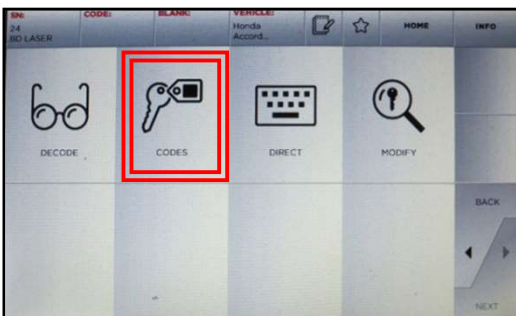 SN:
24
BD LASER
CODE:
BLANK:
VEHICLE:
Honda
Accord...
HOME
INFO
DECODE
CODES
DIRECT
MODIFY
BACK
NEXT